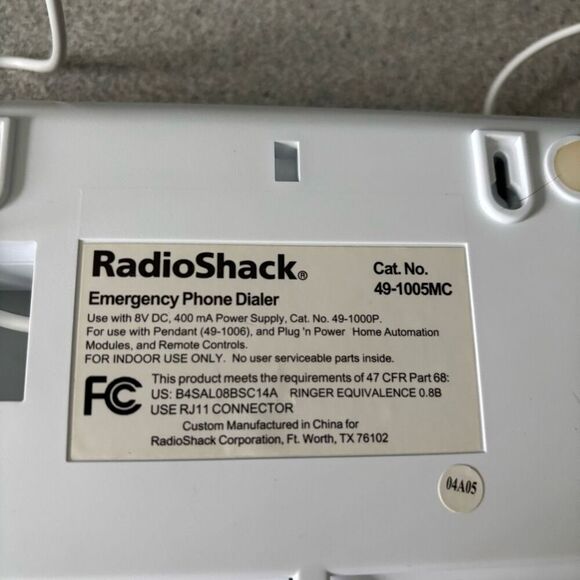 RadioShack®
Cat. No.
49-1005MC
Emergency Phone Dialer
Use with 8V DC, 400 mA Power Supply, Cat. No. 49-1000P.
For use with Pendant (49-1006), and Plug 'n Power Home Automation
Modules, and Remote Controls.
FOR INDOOR USE ONLY. No user serviceable parts inside.
FC
This product meets the requirements of 47 CFR Part 68:
US: B4SAL08BSC14A RINGER EQUIVALENCE 0.8B
USE RJ11 CONNECTOR
Custom Manufactured in China for
RadioShack Corporation, Ft. Worth, TX 76102
04A05